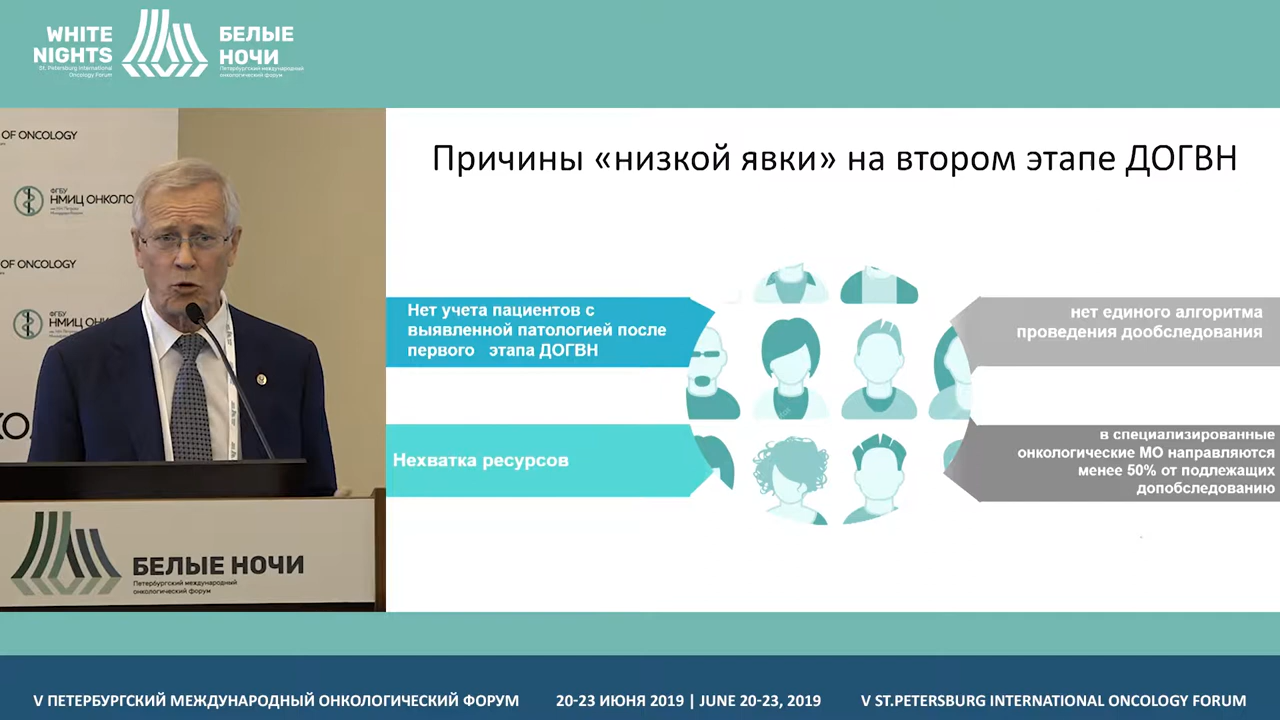 WHITE
NIGHTS
St. Petersburg International
Oncology Forum
БЕЛЫЕ
НОЧИ
Петербургский международный
онкологический форум
OF ONCOLOGY
ФГБУ
НМИЦ ОНКОЛО
OF ONCOLOGY
ФГБУ
НМИЦ ОН
БЕЛЫЕ НОЧИ
Петербургский международный
онкологический форум
Причины «низкой явки» на втором этапе ДОГВН
Нет учета пациентов с
выявленной патологией после
первого этапа ДОГВН
Нехватка ресурсов
нет единого алгоритма
проведения дообследования
в специализированные
онкологические МО направляются
менее 50% от подлежащих
допобследованию
V ПЕТЕРБУРГСКИЙ МЕЖДУНАРОДНЫЙ ОНКОЛОГИЧЕСКИЙ ФОРУМ
20-23 ИЮНЯ 2019 | JUNE 20-23, 2019
V ST.PETERSBURG INTERNATIONAL ONCOLOGY FORUM